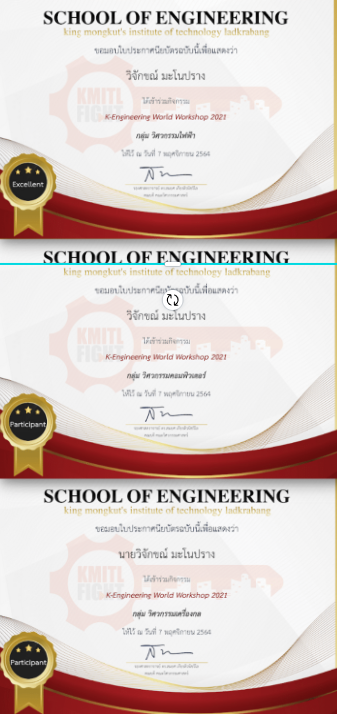 SCHOOL OF ENGINEERING
king mongkut's institute of technology ladkrabang
ขอมอบใบประกาศนียบัตรฉบับนี้เพื่อแสดงว่า
วิจักขณ์ มะโนปราง
KMITL
FIGHT
ได้เข้าร่วมกิจกรรม
K-Engineering World Workshop 2021
กลุ่ม วิศวกรรมไฟฟ้า
ให้ไว้ ณ วันที่ 7 พฤศจิกายน 2564
Excellent
SCHOOL OF ENGINEERING
king mongkut's institute of technology ladkrabang
ขอมอบใบประกาศนียบัตรฉบับนี้เพื่อแสดงว่า
วิจักขณ์ มะโนปราง
KMITL
FIGHT
ได้เข้าร่วมกิจกรรม
K-Engineering World Workshop 2021
กลุ่ม วิศวกรรมคอมพิวเตอร์
ให้ไว้ ณ วันที่ 7 พฤศจิกายน 2564
Participant
SCHOOL OF ENGINEERING
king mongkut's institute of technology ladkrabang
ขอมอบใบประกาศนียบัตรฉบับนี้เพื่อแสดงว่า
นายวิจักขณ์ มะโนปราง
KMITL
FIGHT
ได้เข้าร่วมกิจกรรม
K-Engineering World Workshop 2021
กลุ่ม วิศวกรรมเครื่องกล
ให้ไว้ ณ วันที่ 7 พฤศจิกายน 2564
Participant